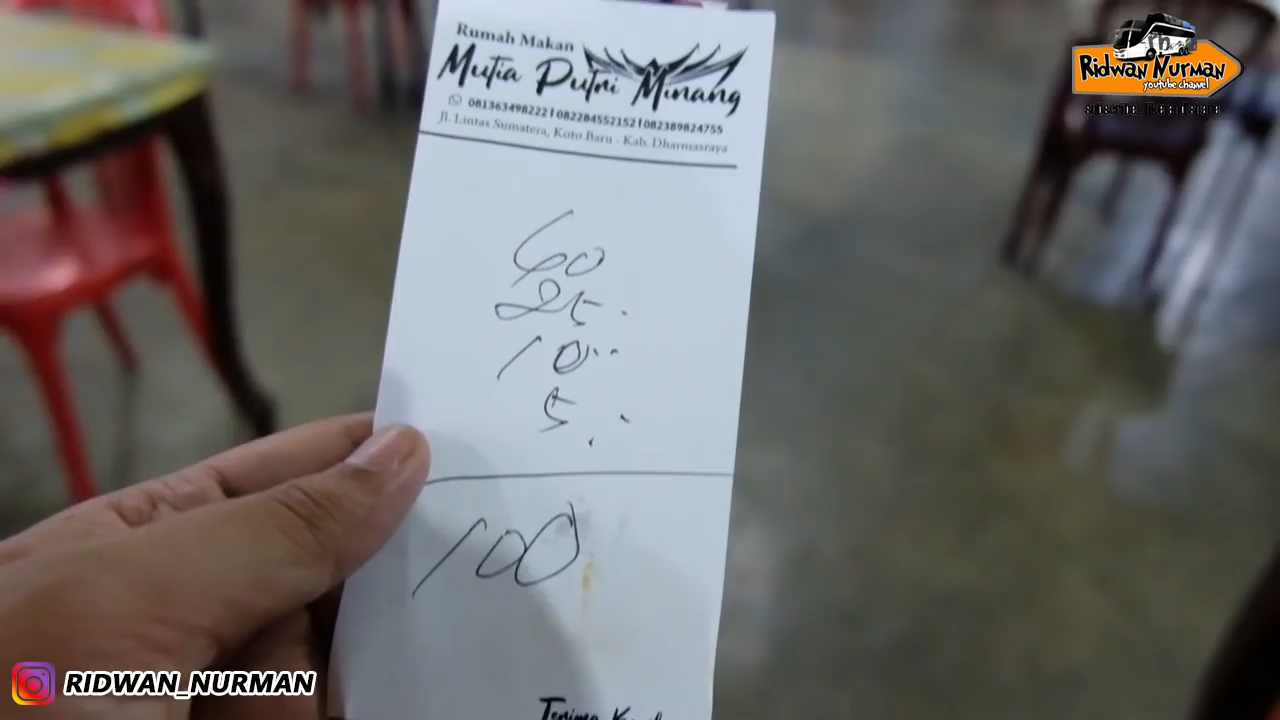 Rumah Makan
Mutia Putri Minang
081363498222 | 082284552152 | 082389824755
Jl. Lintas Sumatera, Koto Baru - Kab. Dharmasraya
60
25.
10..
5..
100
Ridwan Nurman
youtube channel
RIDWAN_NURMAN